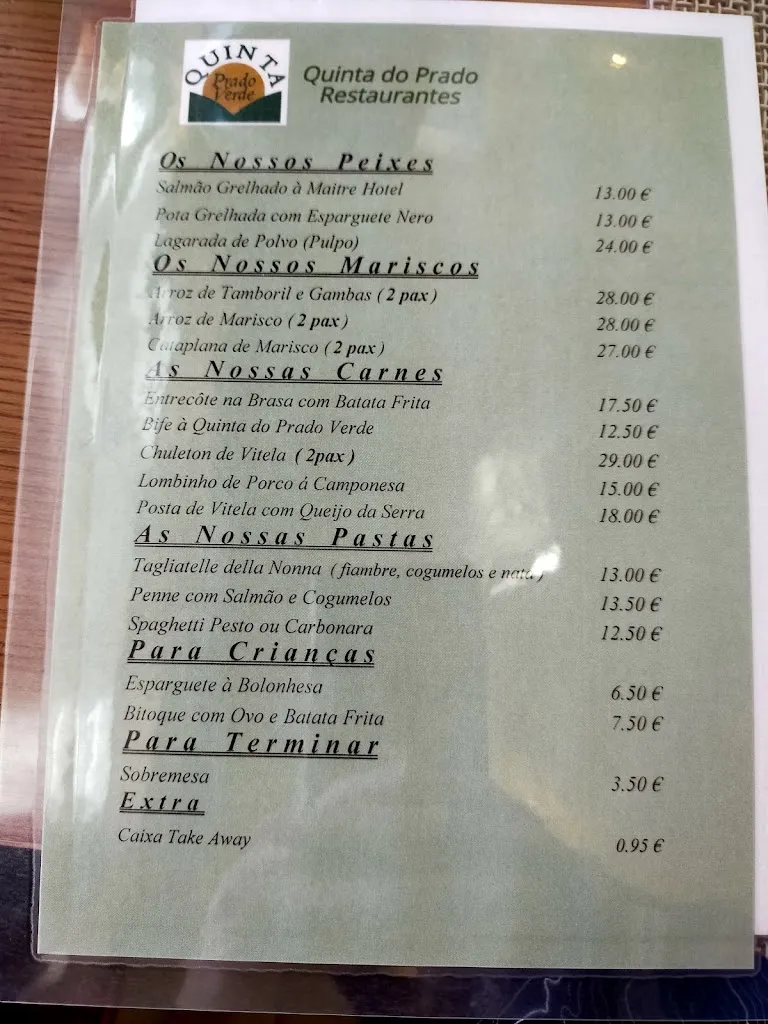 QUINTA
Prado
Verde
Quinta do Prado
Restaurantes
Os Nossos Peixes
Salmão Grelhado à Maitre Hotel 13.00 €
Pota Grelhada com Esparguete Nero 13.00 €
Lagarada de Polvo (Pulpo) 24.00 €
Os Nossos Mariscos
Arroz de Tamboril e Gambas ( 2 pax ) 28.00 €
Arroz de Marisco ( 2 pax ) 28.00 €
Cataplana de Marisco ( 2 pax ) 27.00 €
As Nossas Carnes
Entrecôte na Brasa com Batata Frita 17.50 €
Bife à Quinta do Prado Verde 12.50 €
Chuleton de Vitela ( 2pax ) 29.00 €
Lombinho de Porco á Camponesa 15.00 €
Posta de Vitela com Queijo da Serra 18.00 €
As Nossas Pastas
Tagliatelle della Nonna ( fiambre, cogumelos e nata ) 13.00 €
Penne com Salmão e Cogumelos 13.50 €
Spaghetti Pesto ou Carbonara 12.50 €
Para Crianças
Esparguete à Bolonhesa 6.50 €
Bitoque com Ovo e Batata Frita 7.50 €
Para Terminar
Sobremesa 3.50 €
Extra
Caixa Take Away 0.95 €